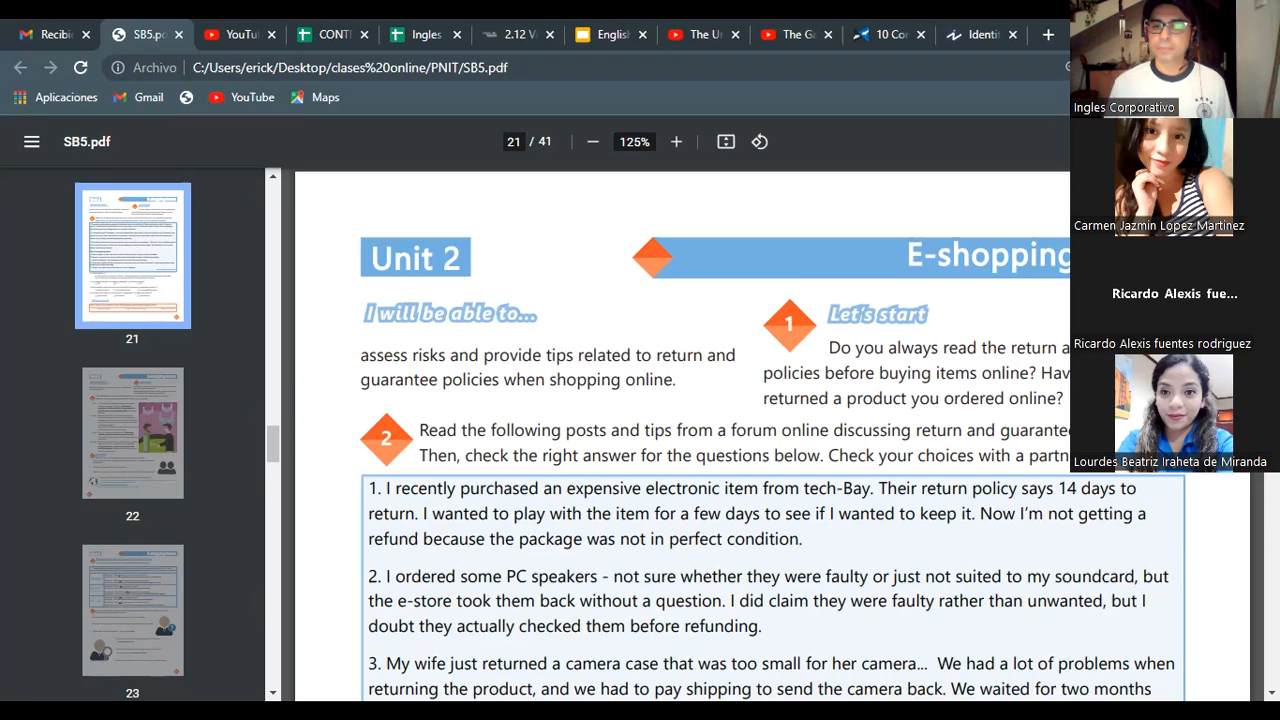 Recibi
SB5.pd
YouTu
CONTI
Ingles
2.12 V
English
The Ur
The Ga
10 Cor
Identi
Archivo
C:/Users/erick/Desktop/clases%20online/PNIT/SB5.pdf
Aplicaciones
Gmail
YouTube
Maps
SB5.pdf
21 / 41
125%
21
22
23
Unit 2
E-shopping
I will be able to...
assess risks and provide tips related to return and
guarantee policies when shopping online.
1
Let's start
Do you always read the return a
policies before buying items online? Hav
returned a product you ordered online?
2
Read the following posts and tips from a forum online discussing return and guarante
Then, check the right answer for the questions below. Check your choices with a partn
1. I recently purchased an expensive electronic item from tech-Bay. Their return policy says 14 days to
return. I wanted to play with the item for a few days to see if I wanted to keep it. Now I'm not getting a
refund because the package was not in perfect condition.
2. I ordered some PC speakers - not sure whether they were faulty or just not suited to my soundcard, but
the e-store took them back without a question. I did claim they were faulty rather than unwanted, but I
doubt they actually checked them before refunding.
3. My wife just returned a camera case that was too small for her camera... We had a lot of problems when
returning the product, and we had to pay shipping to send the camera back. We waited for two months
Ingles Corporativo
Carmen Jazmin Lopez Martinez
Ricardo Alexis fue...
Ricardo Alexis fuentes rodriguez
Lourdes Beatriz Iraheta de Miranda